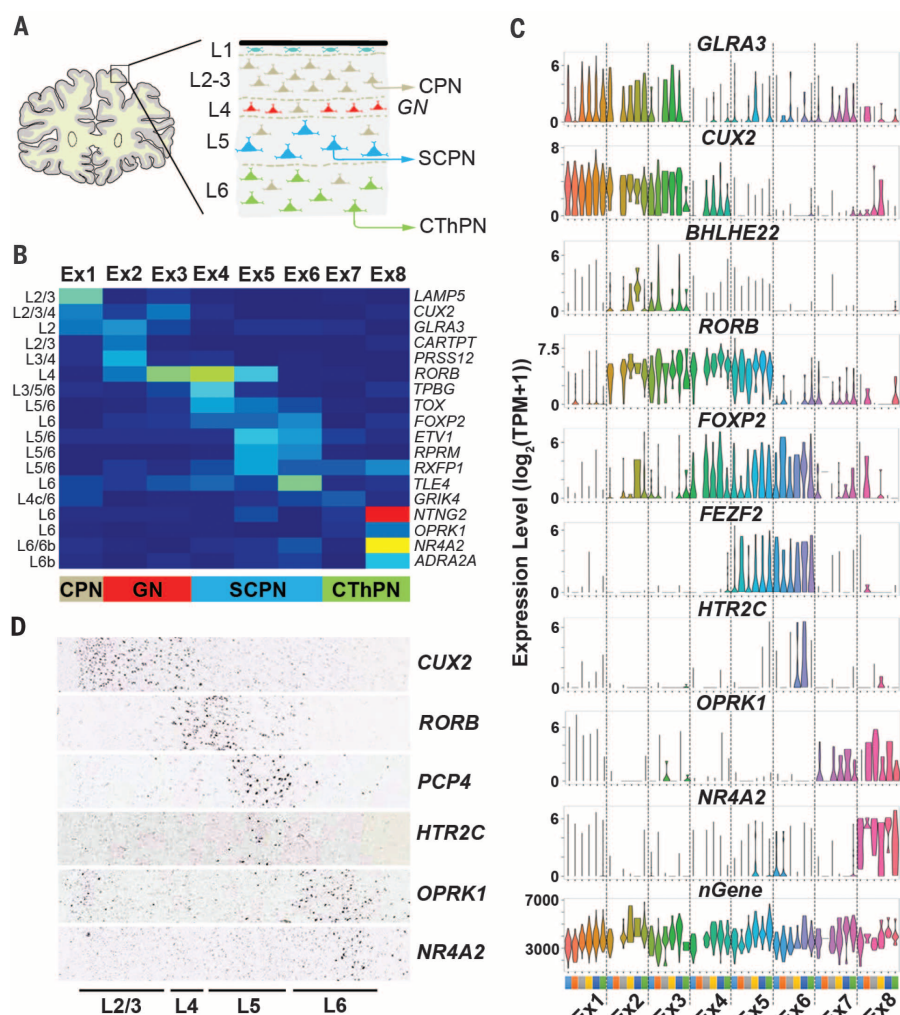 A
L1
L2-3
CPN
L4
GN
L5
SCPN
L6
CThPN
B
Ex1 Ex2 Ex3 Ex4 Ex5 Ex6 Ex7 Ex8
L2/3 LAMP5
L2/3/4 CUX2
L2 GLRA3
L2/3 CARTPT
L3/4 PRSS12
L4 RORB
L3/5/6 TPBG
L5/6 TOX
L6 FOXP2
L5/6 ETV1
L5/6 RPRM
L5/6 RXFP1
L6 TLE4
L4c/6 GRIK4
L6 NTNG2
L6 OPRK1
L6/6b NR4A2
L6b ADRA2A
CPN GN SCPN CThPN
D
CUX2
RORB
PCP4
HTR2C
OPRK1
NR4A2
L2/3 L4 L5 L6
C
Expression Level (log2(TPM+1))
GLRA3
6
0
CUX2
8
0
BHLHE22
6
0
RORB
7.5
0
FOXP2
6
0
FEZF2
6
0
HTR2C
6
0
OPRK1
6
0
NR4A2
6
0
nGene
7000
3000
Ex1 Ex2 Ex3 Ex4 Ex5 Ex6 Ex7 Ex8